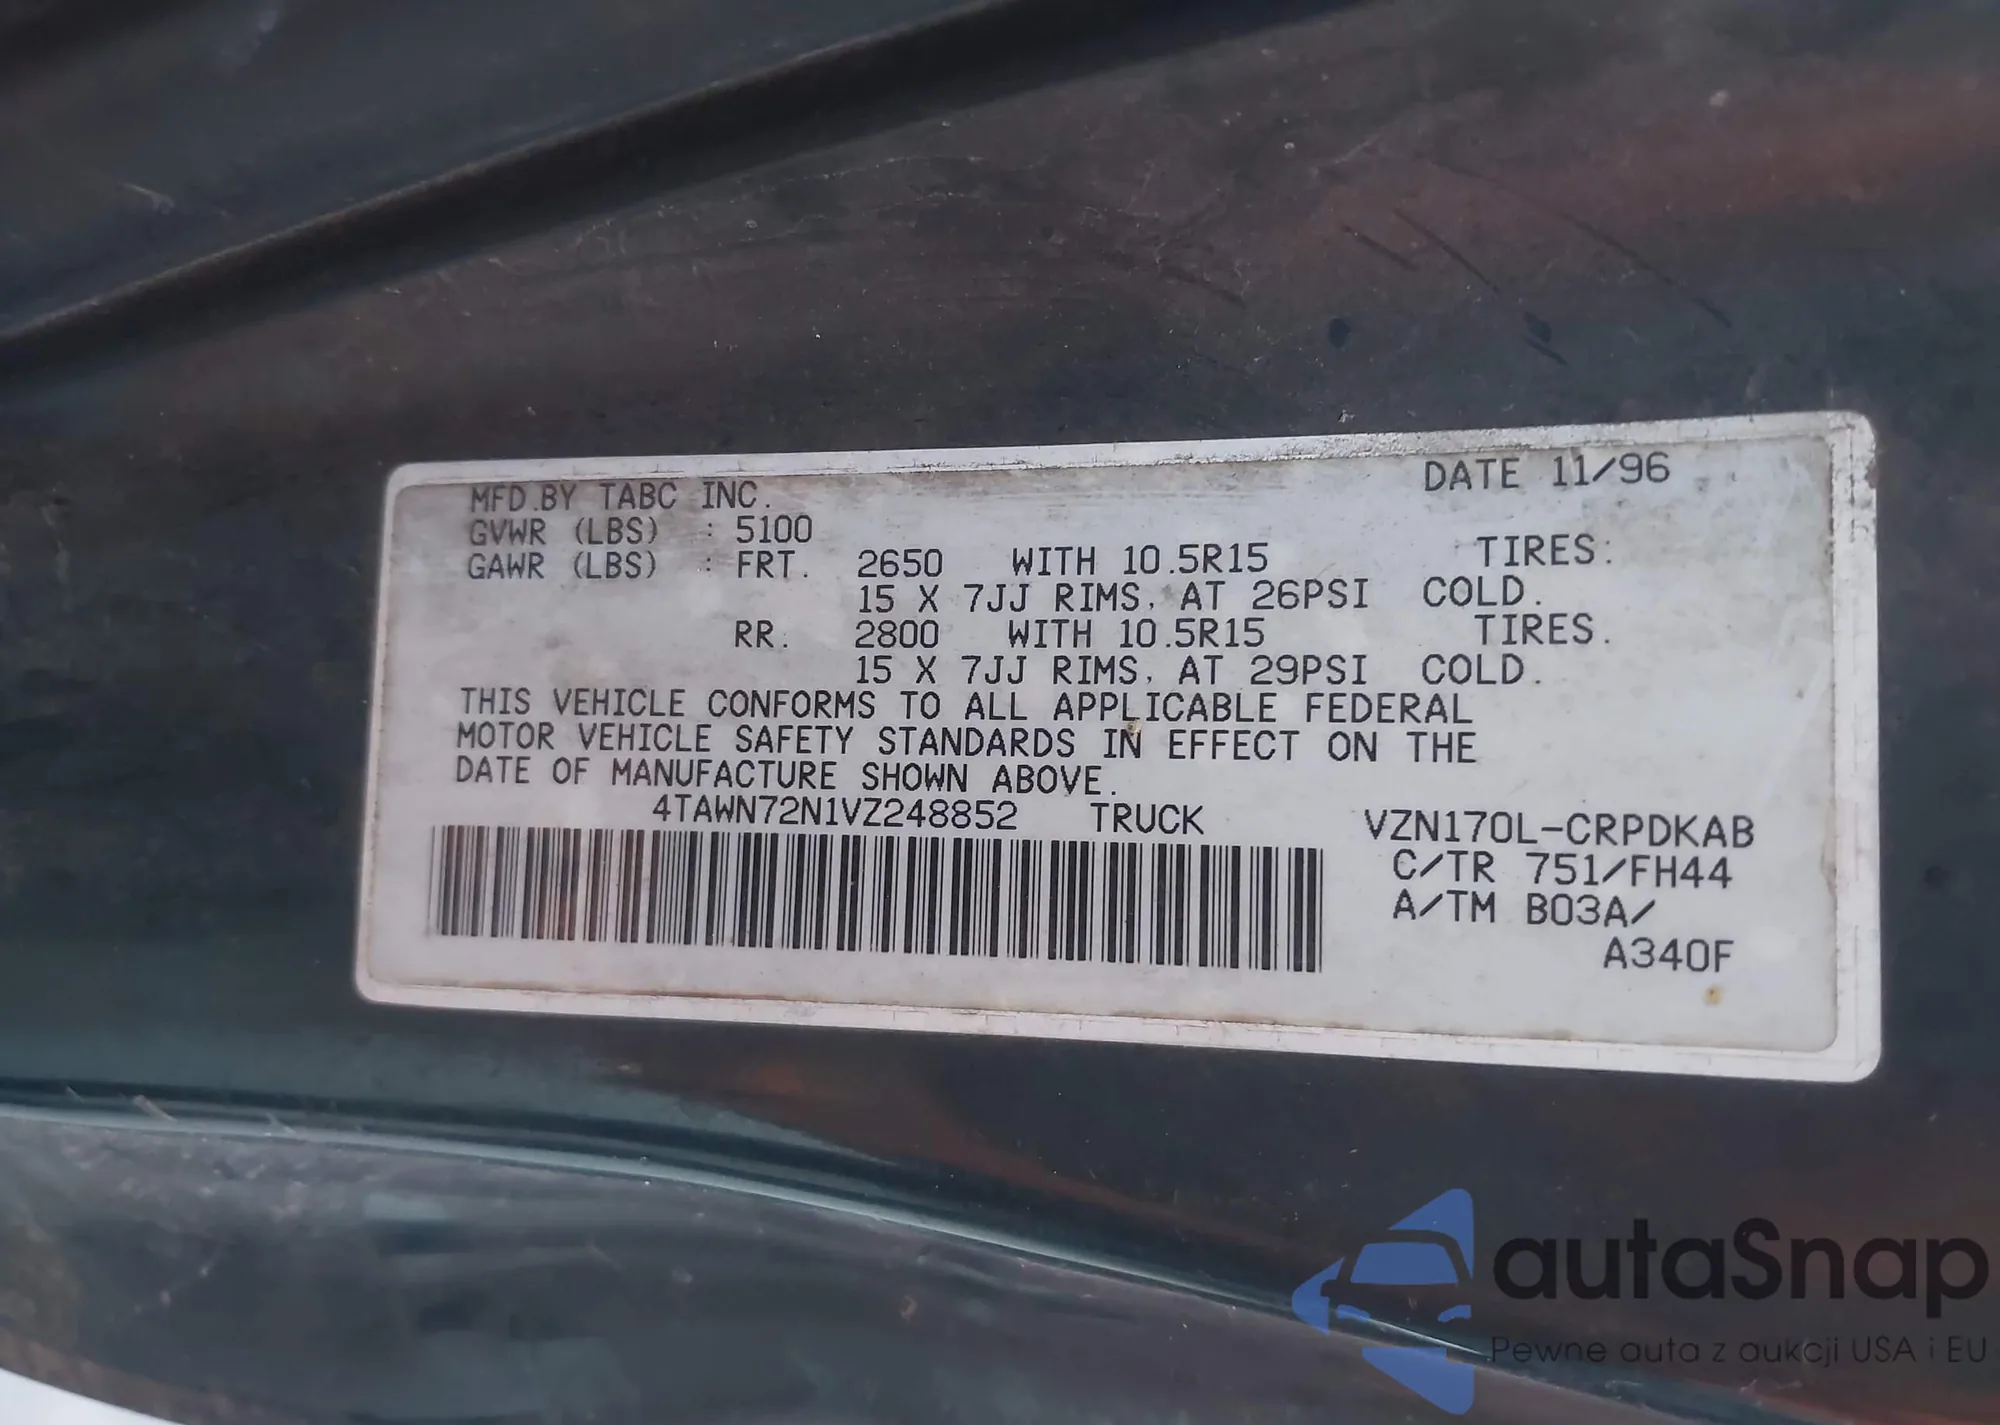 MFD.BY TABC INC. DATE 11/96
GVWR (LBS) : 5100
GAWR (LBS) : FRT. 2650 WITH 10.5R15 TIRES:
15 X 7JJ RIMS, AT 26PSI COLD.
RR. 2800 WITH 10.5R15 TIRES.
15 X 7JJ RIMS, AT 29PSI COLD.
THIS VEHICLE CONFORMS TO ALL APPLICABLE FEDERAL
MOTOR VEHICLE SAFETY STANDARDS IN EFFECT ON THE
DATE OF MANUFACTURE SHOWN ABOVE.
4TAWN72N1VZ248852 TRUCK VZN170L-CRPDKAB
C/TR 751/FH44
A/TM B03A/
A340F
autaSnap
Pewne auta z aukcji USA i EU